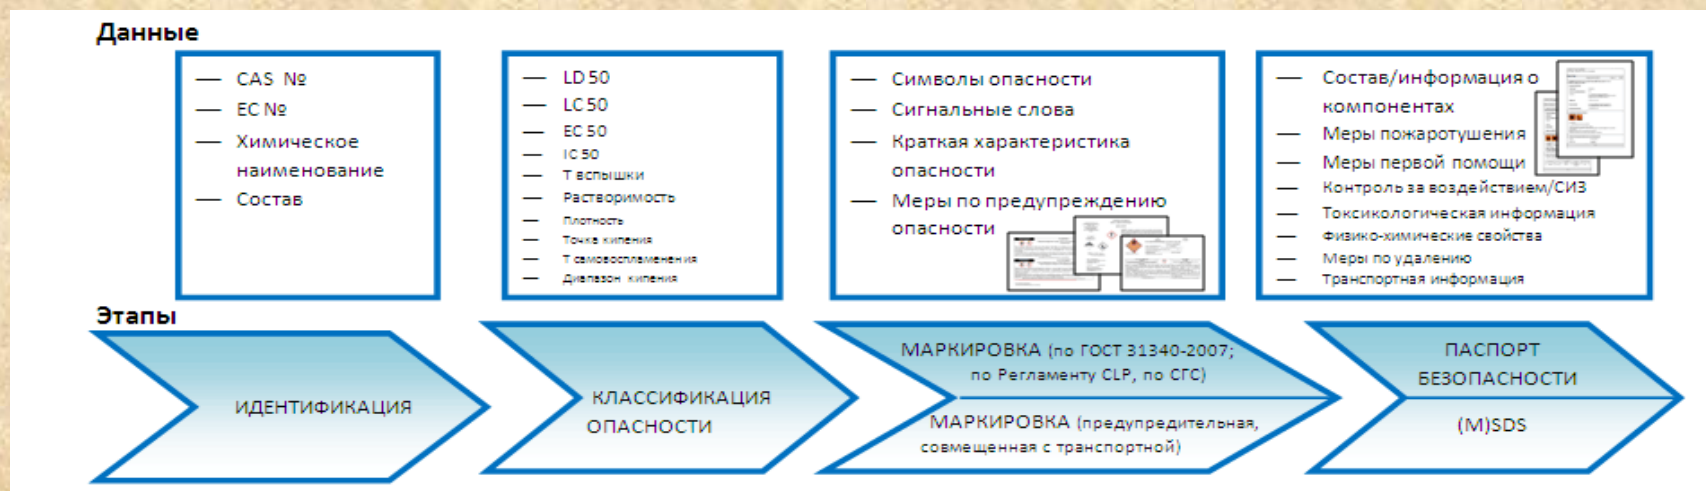 Данные
— CAS №
— EC №
— Химическое
наименование
— Состав
— LD 50
— LC 50
— EC 50
— IC 50
— Т вспышки
— Растворимость
— Плотность
— Точка кипения
— Т самовоспламенения
— Диапазон кипения
— Символы опасности
— Сигнальные слова
— Краткая характеристика
опасности
— Меры по предупреждению
опасности
— Состав/информация о
компонентах
— Меры пожаротушения
— Меры первой помощи
— Контроль за воздействием/СИЗ
— Токсикологическая информация
— Физико-химические свойства
— Меры по удалению
— Транспортная информация
Этапы
ИДЕНТИФИКАЦИЯ
КЛАССИФИКАЦИЯ
ОПАСНОСТИ
МАРКИРОВКА (по ГОСТ 31340-2007;
по Регламенту CLP, по СГС)
МАРКИРОВКА (предупредительная,
совмещенная с транспортной)
ПАСПОРТ
БЕЗОПАСНОСТИ
(M)SDS